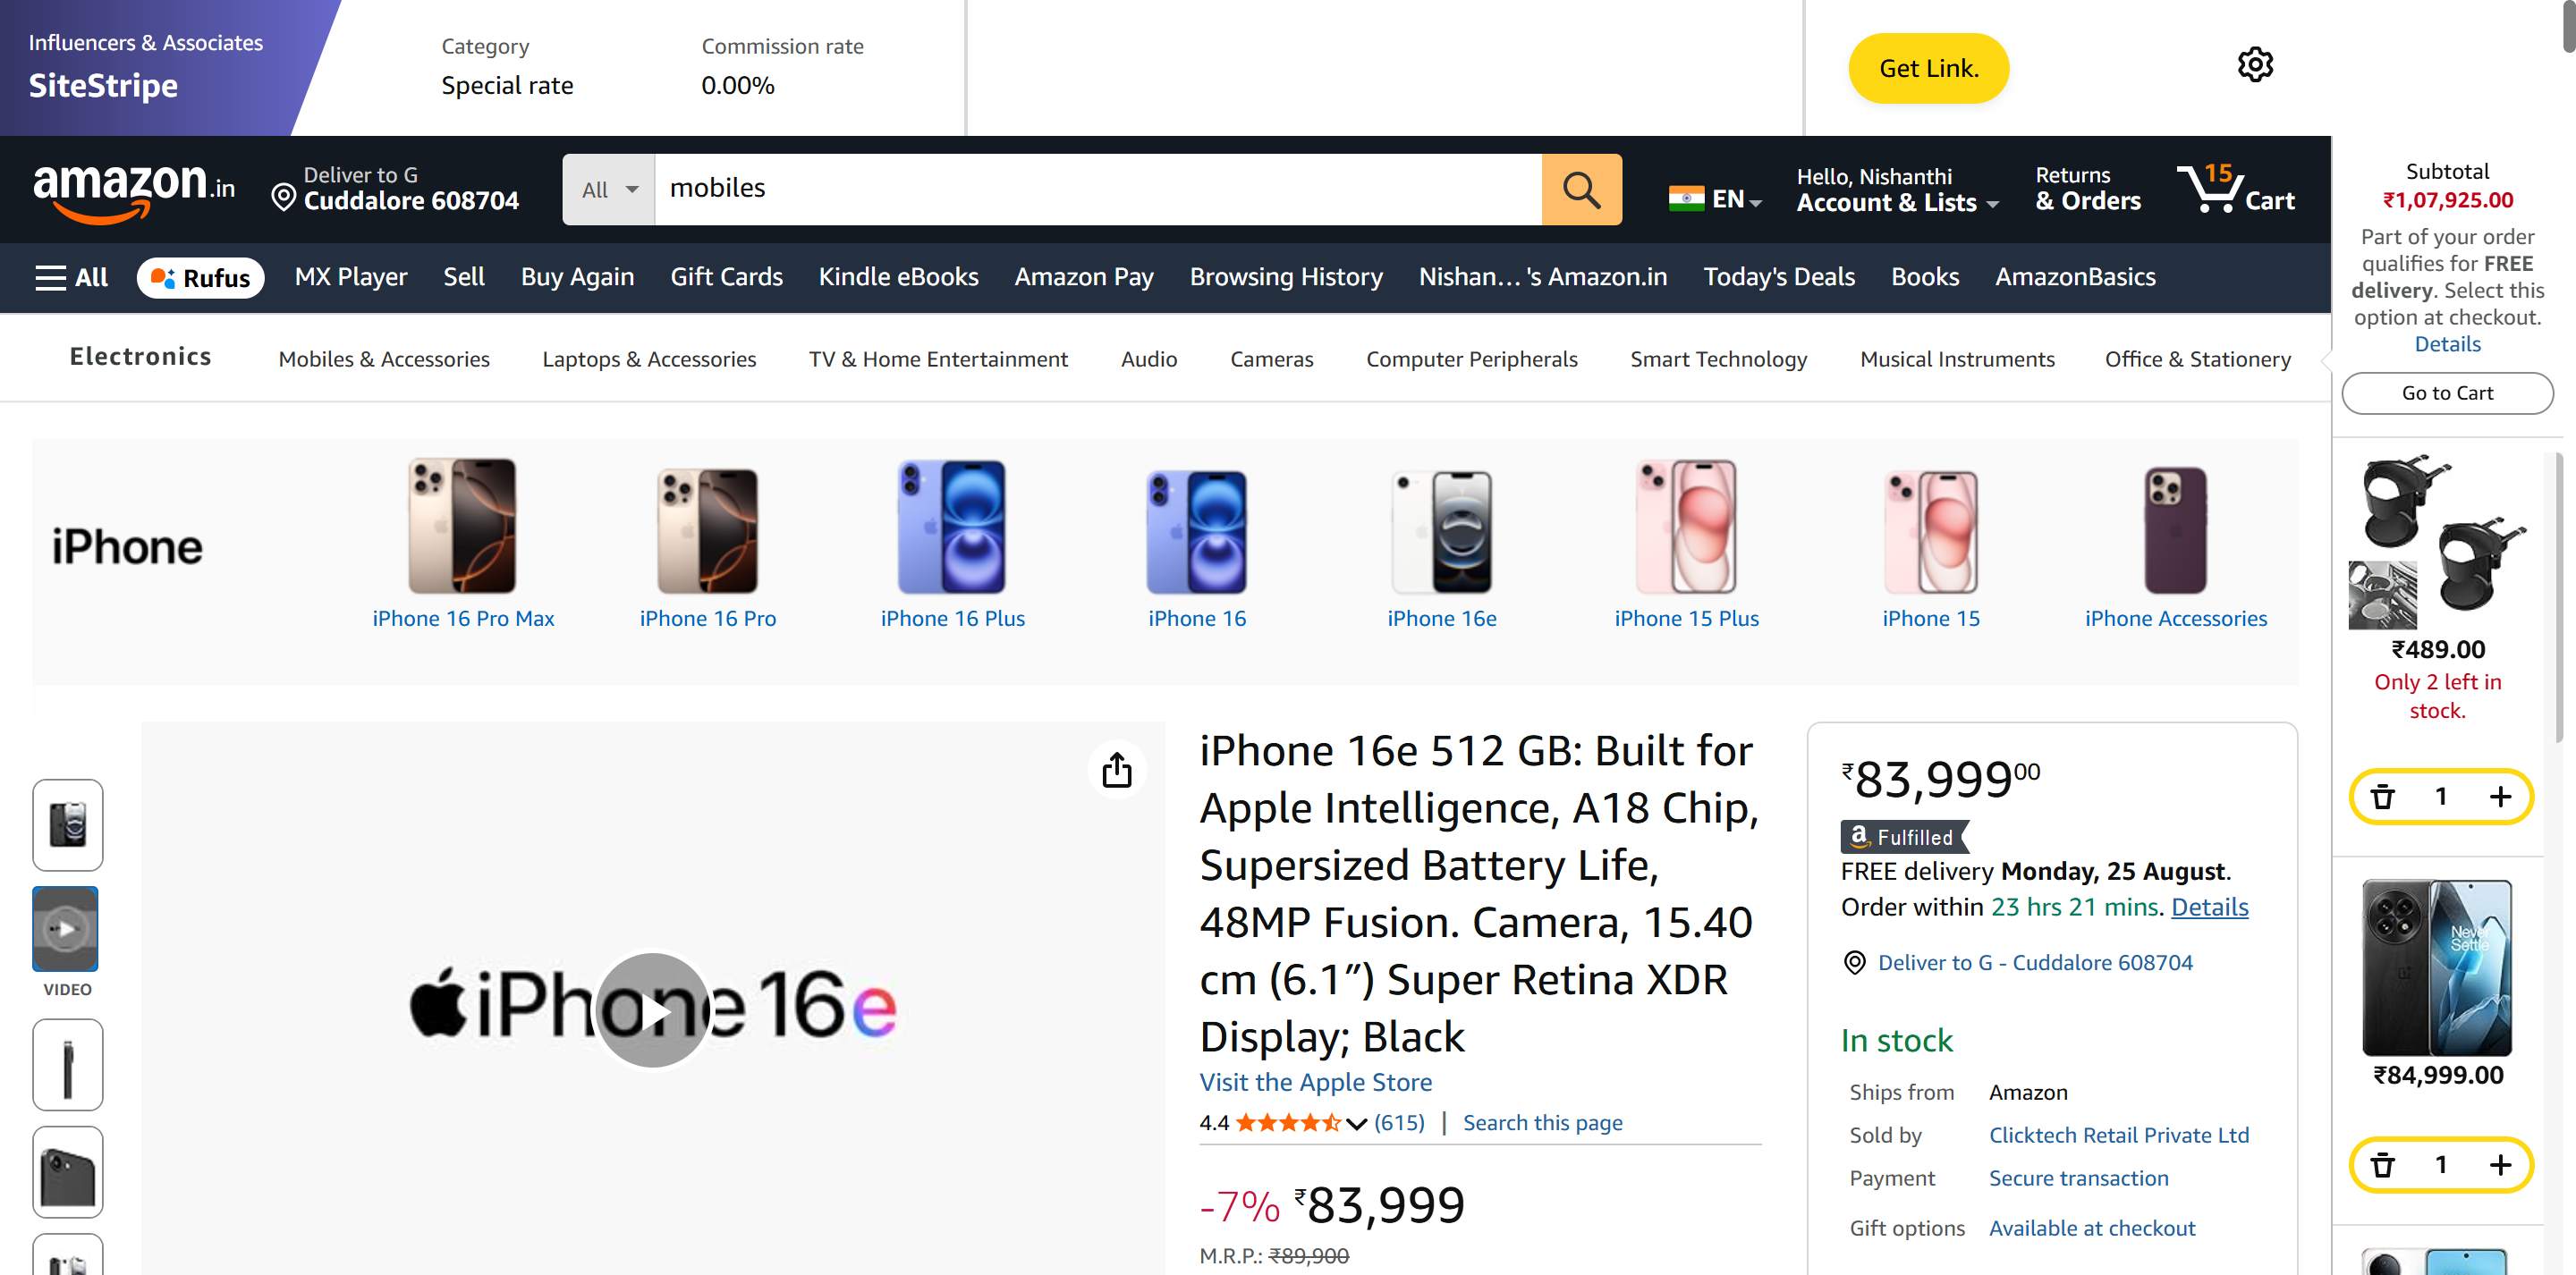 Influencers & Associates
SiteStripe
Category
Special rate
Commission rate
0.00%
Get Link.
amazon.in
Deliver to G
Cuddalore 608704
All
mobiles
EN
Hello, Nishanthi
Account & Lists
Returns
& Orders
15
Cart
All
Rufus
MX Player
Sell
Buy Again
Gift Cards
Kindle eBooks
Amazon Pay
Browsing History
Nishan... 's Amazon.in
Today's Deals
Books
AmazonBasics
Electronics
Mobiles & Accessories
Laptops & Accessories
TV & Home Entertainment
Audio
Cameras
Computer Peripherals
Smart Technology
Musical Instruments
Office & Stationery
iPhone
iPhone 16 Pro Max
iPhone 16 Pro
iPhone 16 Plus
iPhone 16
iPhone 16e
iPhone 15 Plus
iPhone 15
iPhone Accessories
VIDEO
iPhone 16e
iPhone 16e 512 GB: Built for
Apple Intelligence, A18 Chip,
Supersized Battery Life,
48MP Fusion. Camera, 15.40
cm (6.1″) Super Retina XDR
Display; Black
Visit the Apple Store
4.4
(615)
|
Search this page
-7% ₹83,999
M.R.P.: ₹89,900
₹83,99900
a Fulfilled
FREE delivery Monday, 25 August.
Order within 23 hrs 21 mins. Details
Deliver to G - Cuddalore 608704
In stock
Ships from
Amazon
Sold by
Clicktech Retail Private Ltd
Payment
Secure transaction
Gift options
Available at checkout
Subtotal
₹1,07,925.00
Part of your order
qualifies for FREE
delivery. Select this
option at checkout.
Details
Go to Cart
₹489.00
Only 2 left in
stock.
1
Never
Settle
₹84,999.00
1